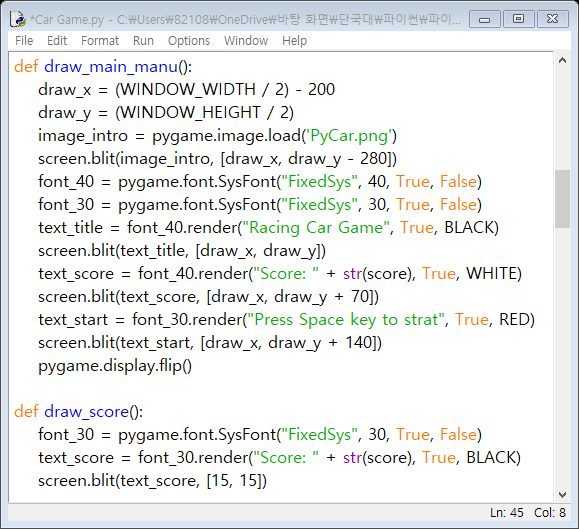 *Car Game.py - C:₩Users₩82108₩OneDrive₩바탕 화면₩단국대₩파이썬₩파이...
File Edit Format Run Options Window Help
def draw_main_manu():
draw_x = (WINDOW_WIDTH / 2) - 200
draw_y = (WINDOW_HEIGHT / 2)
image_intro = pygame.image.load('PyCar.png')
screen.blit(image_intro, [draw_x, draw_y - 280])
font_40 = pygame.font.SysFont("FixedSys", 40, True, False)
font_30 = pygame.font.SysFont("FixedSys", 30, True, False)
text_title = font_40.render("Racing Car Game", True, BLACK)
screen.blit(text_title, [draw_x, draw_y])
text_score = font_40.render("Score: " + str(score), True, WHITE)
screen.blit(text_score, [draw_x, draw_y + 70])
text_start = font_30.render("Press Space key to strat", True, RED)
screen.blit(text_start, [draw_x, draw_y + 140])
pygame.display.flip()
def draw_score():
font_30 = pygame.font.SysFont("FixedSys", 30, True, False)
text_score = font_30.render("Score: " + str(score), True, BLACK)
screen.blit(text_score, [15, 15])
Ln: 45 Col: 8